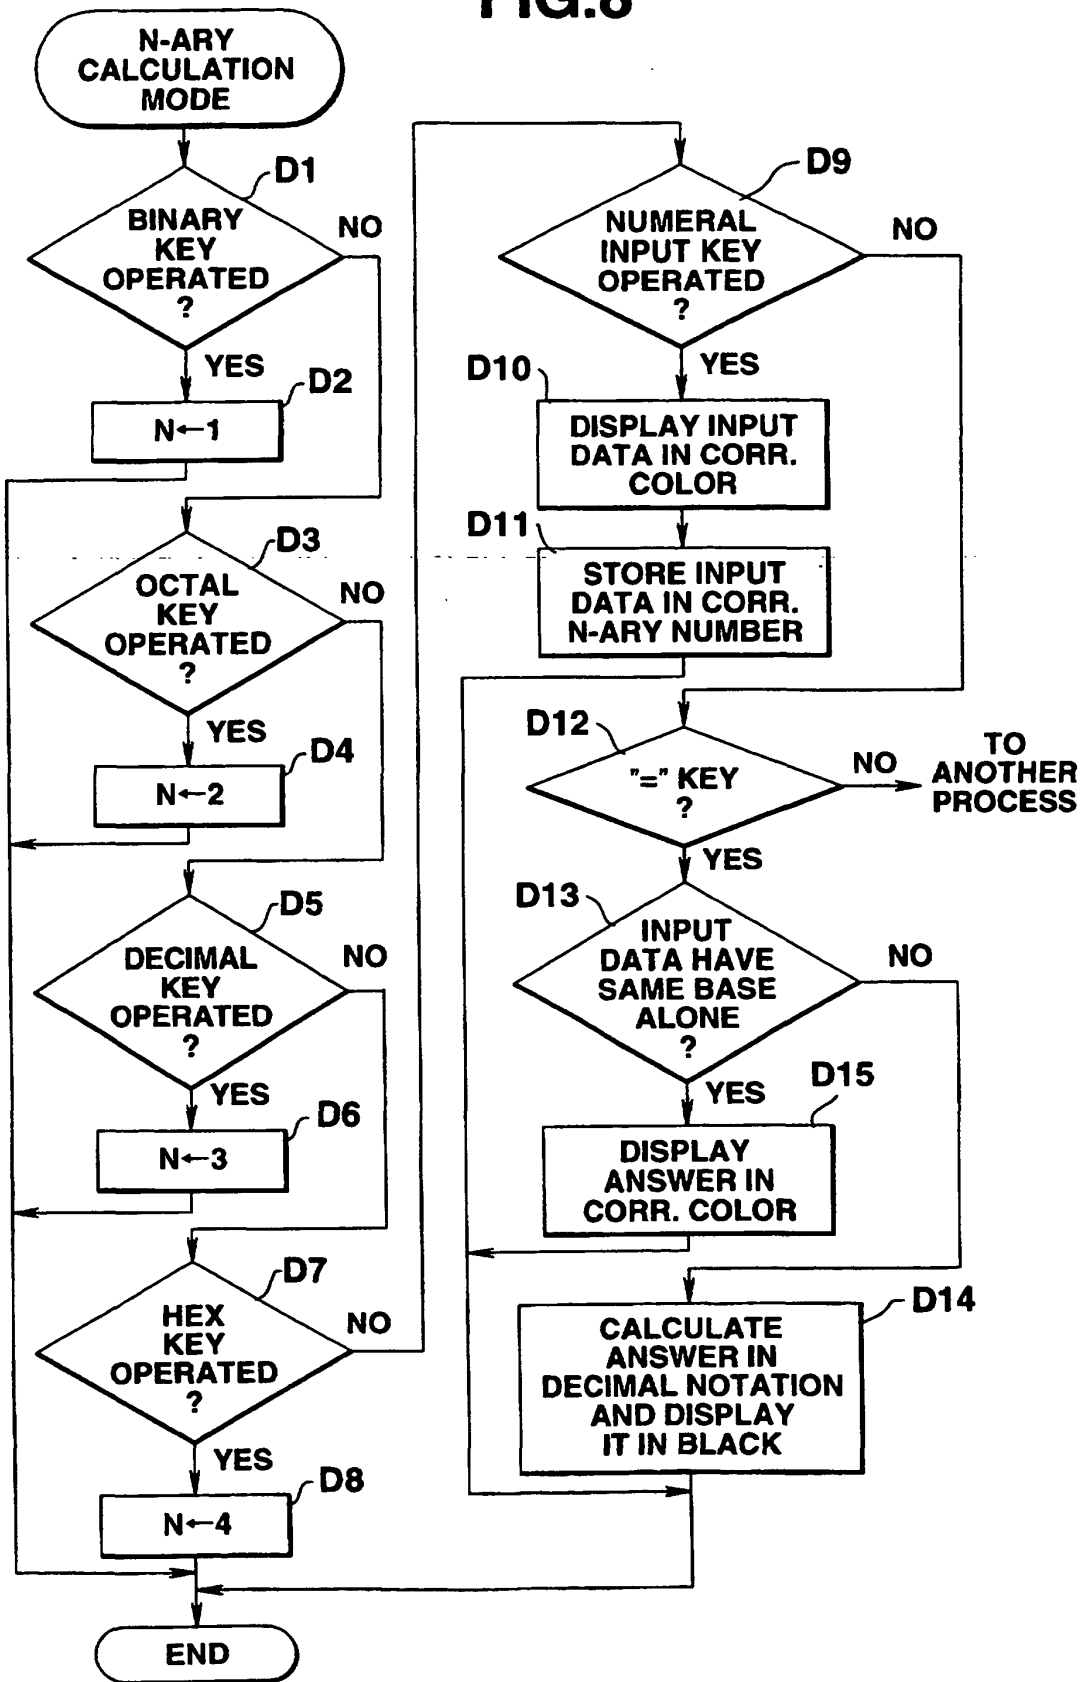 FIG.8
N-ARY
CALCULATION
MODE
D1
BINARY
KEY
OPERATED
?
NO
YES
D2
N←1
D3
OCTAL
KEY
OPERATED
?
NO
YES
D4
N←2
D5
DECIMAL
KEY
OPERATED
?
NO
YES
D6
N←3
D7
HEX
KEY
OPERATED
?
NO
YES
D8
N←4
END
D9
NUMERAL
INPUT KEY
OPERATED
?
NO
YES
D10
DISPLAY INPUT
DATA IN CORR.
COLOR
D11
STORE INPUT
DATA IN CORR.
N-ARY NUMBER
D12
"=" KEY
?
NO
TO
ANOTHER
PROCESS
YES
D13
INPUT
DATA HAVE
SAME BASE
ALONE
?
NO
YES
D15
DISPLAY
ANSWER IN
CORR. COLOR
D14
CALCULATE
ANSWER IN
DECIMAL NOTATION
AND DISPLAY
IT IN BLACK